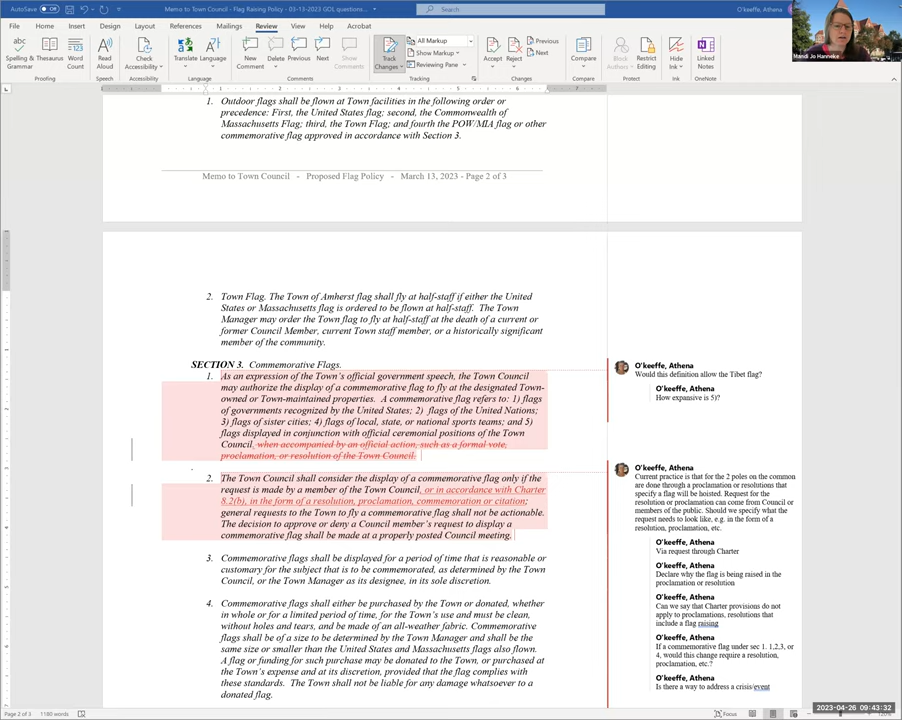 AutoSave Off
Memo to Town Council - Flag Raising Policy - 03-13-2023 GOL questions...
Search
O'keeffe, Athena
Mandi Jo Hanneke
File Home Insert Design Layout References Mailings Review View Help Acrobat
Spelling & Grammar
Thesaurus
Word Count
Read Aloud
Check Accessibility
Translate
Language
New Comment
Delete
Previous
Next
Show Comments
Track Changes
All Markup
Show Markup
Reviewing Pane
Accept
Reject
Previous
Next
Compare
Block Authors
Restrict Editing
Hide Ink
Linked Notes
Proofing Speech Accessibility Language Comments Tracking Changes Compare Protect Ink OneNote
1. Outdoor flags shall be flown at Town facilities in the following order or
precedence: First, the United States flag; second, the Commonwealth of
Massachusetts Flag; third, the Town Flag; and fourth the POW/MIA flag or other
commemorative flag approved in accordance with Section 3.
Memo to Town Council - Proposed Flag Policy - March 13, 2023 - Page 2 of 3
2. Town Flag. The Town of Amherst flag shall fly at half-staff if either the United
States or Massachusetts flag is ordered to be flown at half-staff. The Town
Manager may order the Town flag to fly at half-staff at the death of a current or
former Council Member, current Town staff member, or a historically significant
member of the community.
SECTION 3. Commemorative Flags.
1. As an expression of the Town's official government speech, the Town Council
may authorize the display of a commemorative flag to fly at the designated Town-
owned or Town-maintained properties. A commemorative flag refers to: 1) flags
of governments recognized by the United States; 2) flags of the United Nations;
3) flags of sister cities; 4) flags of local, state, or national sports teams; and 5)
flags displayed in conjunction with official ceremonial positions of the Town
Council, when accompanied by an official action, such as a formal vote,
proclamation, or resolution of the Town Council.
2. The Town Council shall consider the display of a commemorative flag only if the
request is made by a member of the Town Council, or in accordance with Charter
8.2(b), in the form of a resolution, proclamation, commemoration or citation;
general requests to the Town to fly a commemorative flag shall not be actionable.
The decision to approve or deny a Council member's request to display a
commemorative flag shall be made at a properly posted Council meeting.
3. Commemorative flags shall be displayed for a period of time that is reasonable or
customary for the subject that is to be commemorated, as determined by the Town
Council, or the Town Manager as its designee, in its sole discretion.
4. Commemorative flags shall either be purchased by the Town or donated, whether
in whole or for a limited period of time, for the Town's use and must be clean,
without holes and tears, and be made of an all-weather fabric. Commemorative
flags shall be of a size to be determined by the Town Manager and shall be the
same size or smaller than the United States and Massachusetts flags also flown.
A flag or funding for such purchase may be donated to the Town, or purchased at
the Town's expense and at its discretion, provided that the flag complies with
these standards. The Town shall not be liable for any damage whatsoever to a
donated flag.
O'keeffe, Athena
Would this definition allow the Tibet flag?
O'keeffe, Athena
How expansive is 5)?
O'keeffe, Athena
Current practice is that for the 2 poles on the common
are done through a proclamation or resolutions that
specify a flag will be hoisted. Request for the
resolution or proclamation can come from Council or
members of the public. Should we specify what the
request needs to look like, e.g. in the form of a
resolution, proclamation, etc.
O'keeffe, Athena
Via request through Charter
O'keeffe, Athena
Declare why the flag is being raised in the
proclamation or resolution
O'keeffe, Athena
Can we say that Charter provisions do not
apply to proclamations, resolutions that
include a flag raising
O'keeffe, Athena
If a commemorative flag under sec 1. 1,2,3, or
4, would this change require a resolution,
proclamation, etc.?
O'keeffe, Athena
Is there a way to address a crisis/event
Page 2 of 3 1180 words
Focus
120%
2023-04-26 09:43:32